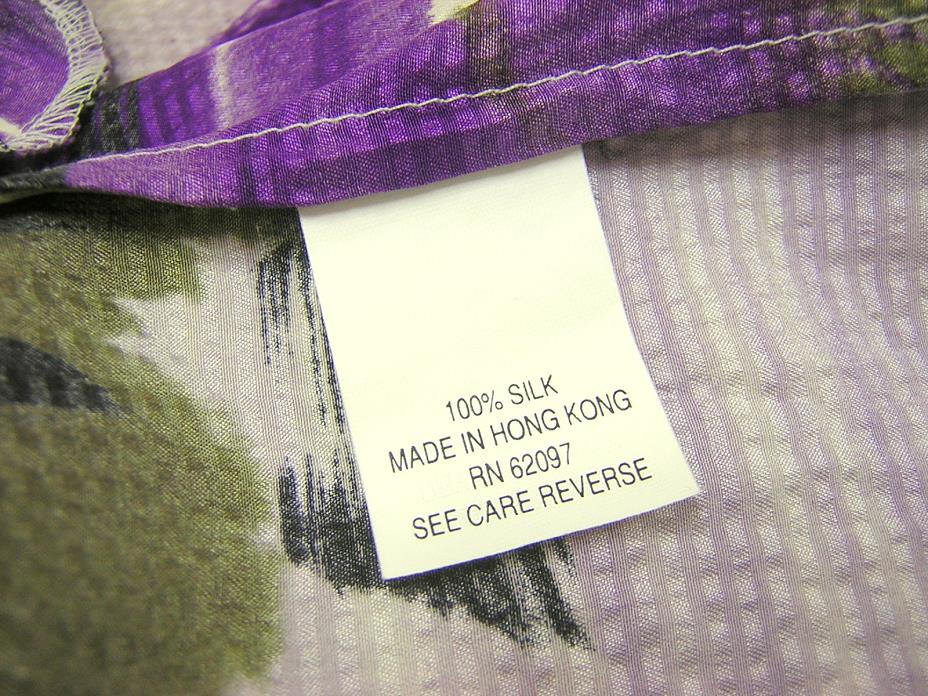 100% SILK
MADE IN HONG KONG
RN 62097
SEE CARE REVERSE